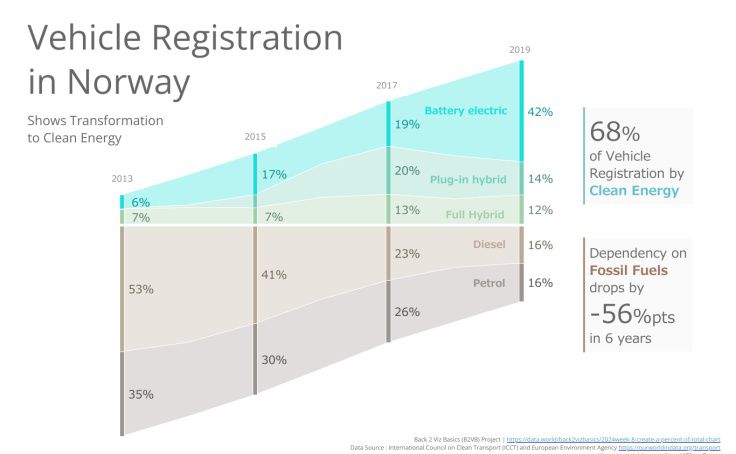 Vehicle Registration
in Norway
Shows Transformation
to Clean Energy
2013
2015
2017
2019
Battery electric
Plug-in hybrid
Full Hybrid
Diesel
Petrol
6%
7%
53%
35%
17%
7%
41%
30%
19%
20%
13%
23%
26%
42%
14%
12%
16%
16%
68%
of Vehicle
Registration by
Clean Energy
Dependency on
Fossil Fuels
drops by
-56%pts
in 6 years
Back 2 Viz Basics (B2VB) Project | https://data.world/back2vizbasics/2024week-8-create-a-percent-of-total-chart
Data Source : International Council on Clean Transport (ICCT) and European Environment Agency https://ourworldindata.org/transport